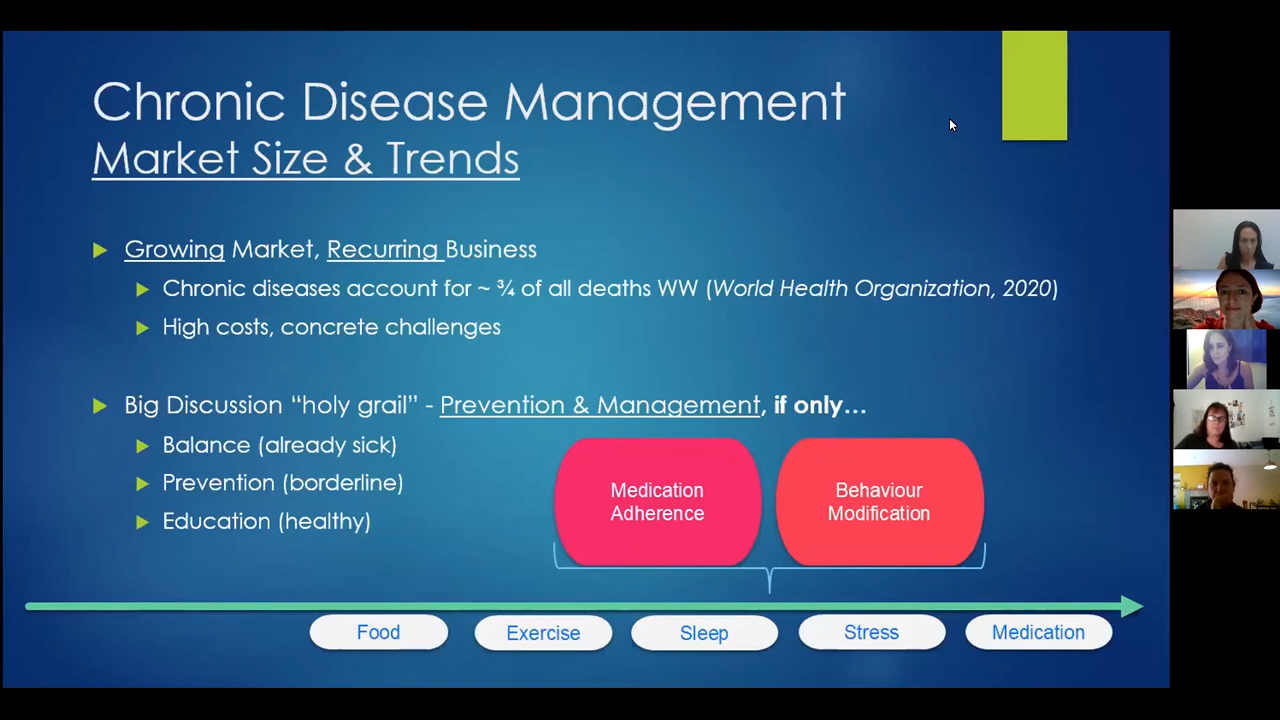 Chronic Disease Management
Market Size & Trends
Growing Market, Recurring Business
Chronic diseases account for ~ ¾ of all deaths WW (World Health Organization, 2020)
High costs, concrete challenges
Big Discussion “holy grail” - Prevention & Management, if only…
Balance (already sick)
Prevention (borderline)
Education (healthy)
Medication
Adherence
Behaviour
Modification
Food
Exercise
Sleep
Stress
Medication